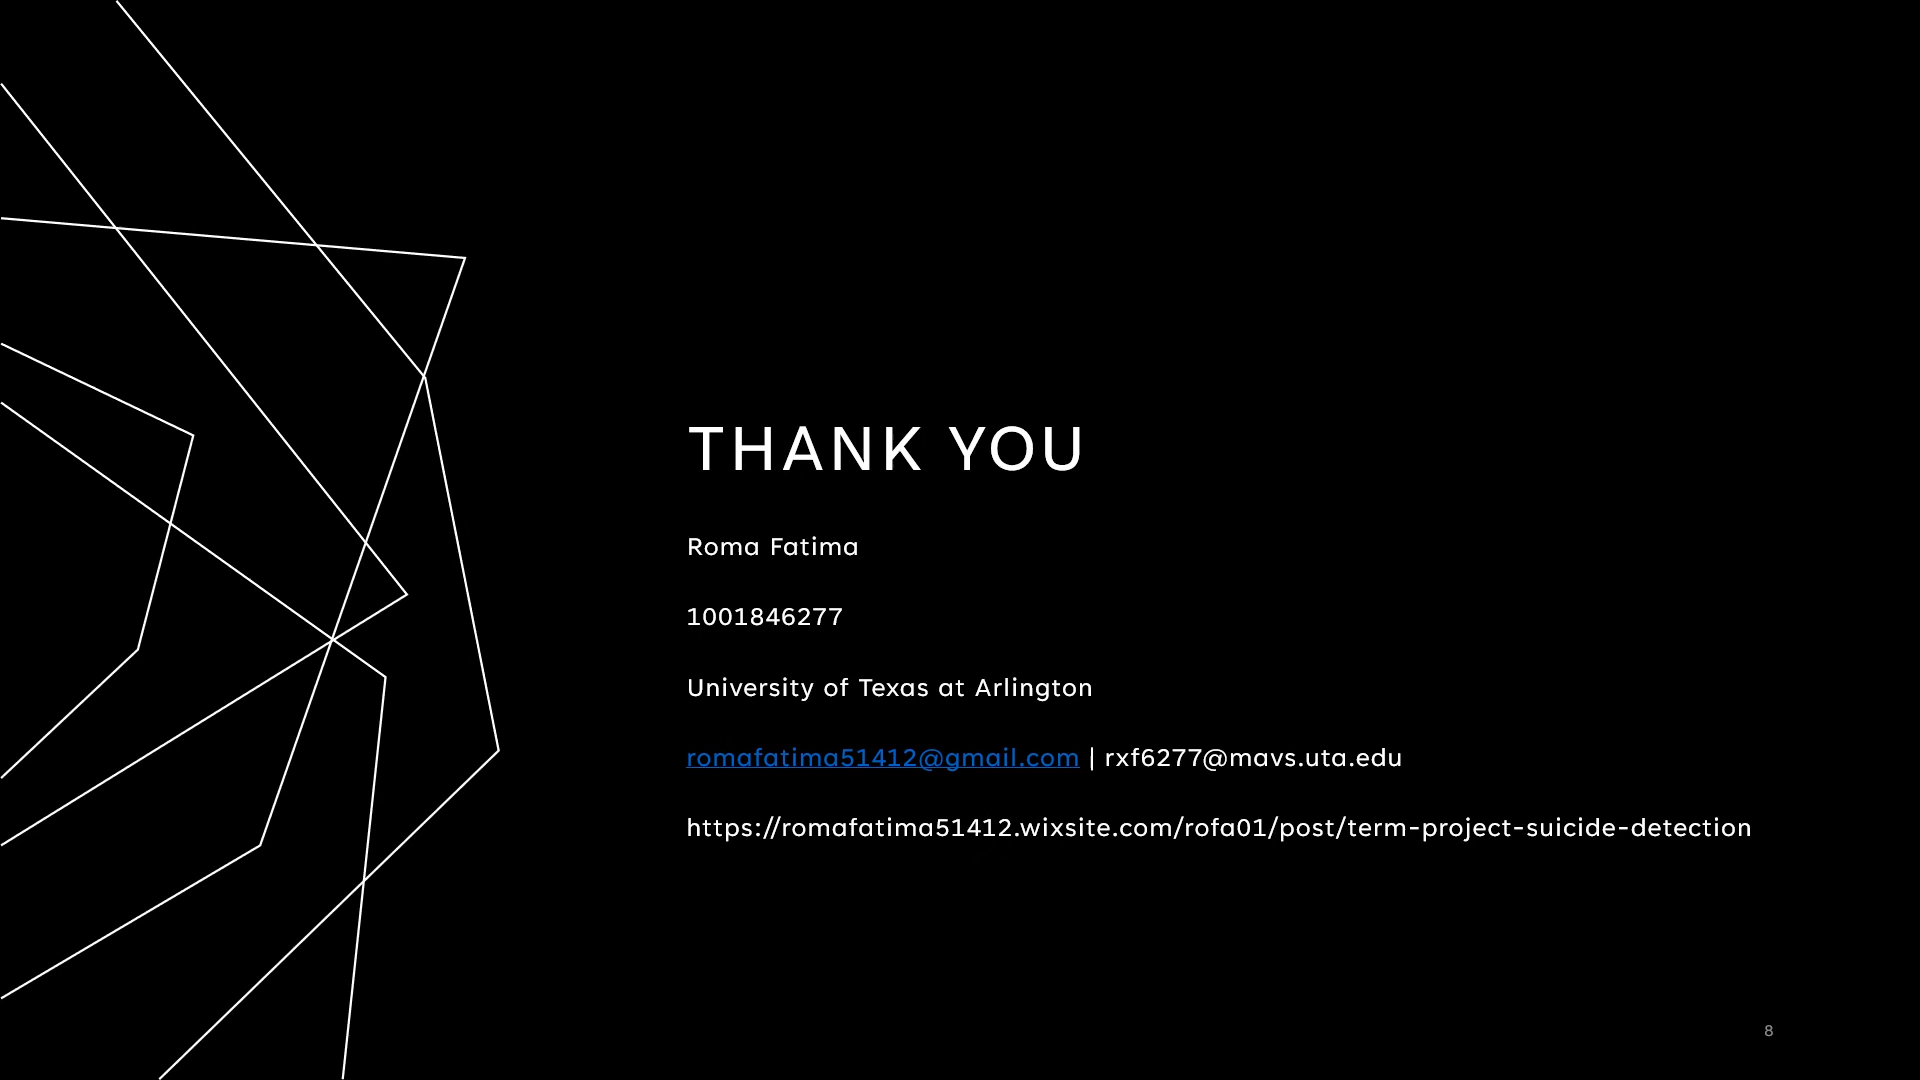 THANK YOU
Roma Fatima
1001846277
University of Texas at Arlington
romafatima51412@gmail.com | rxf6277@mavs.uta.edu
https://romafatima51412.wixsite.com/rofa01/post/term-project-suicide-detection
8